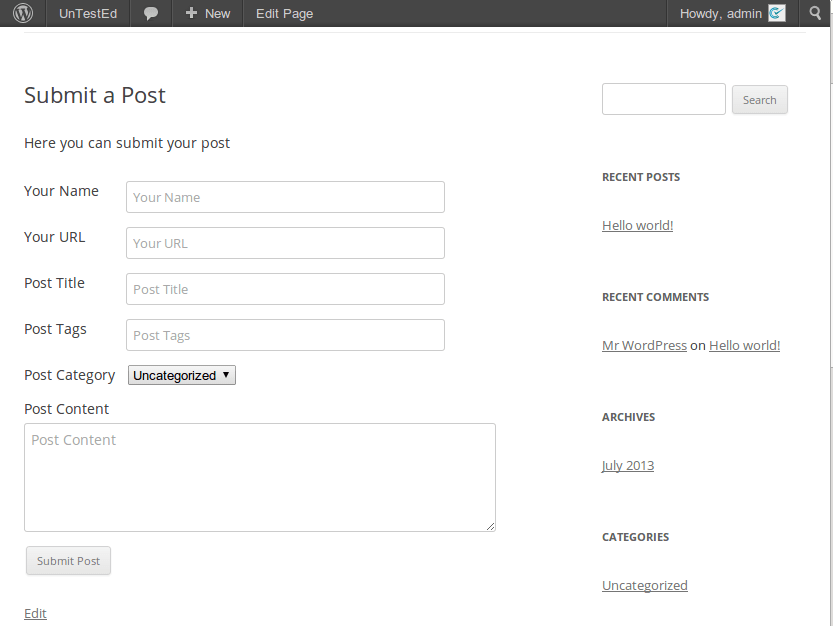 UnTestEd New Edit Page Howdy, admin
Submit a Post
Here you can submit your post
Your Name Your Name
Your URL Your URL
Post Title Post Title
Post Tags Post Tags
Post Category Uncategorized
Post Content
Post Content
Submit Post
Edit
Search
RECENT POSTS
Hello world!
RECENT COMMENTS
Mr WordPress on Hello world!
ARCHIVES
July 2013
CATEGORIES
Uncategorized